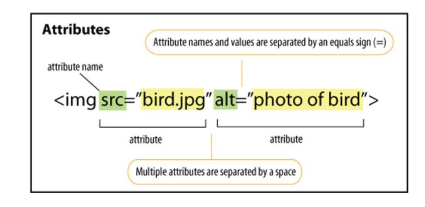 Attributes
Attribute names and values are separated by an equals sign (=)
attribute name
<img src=”bird.jpg” alt=”photo of bird”>
attribute attribute
Multiple attributes are separated by a space